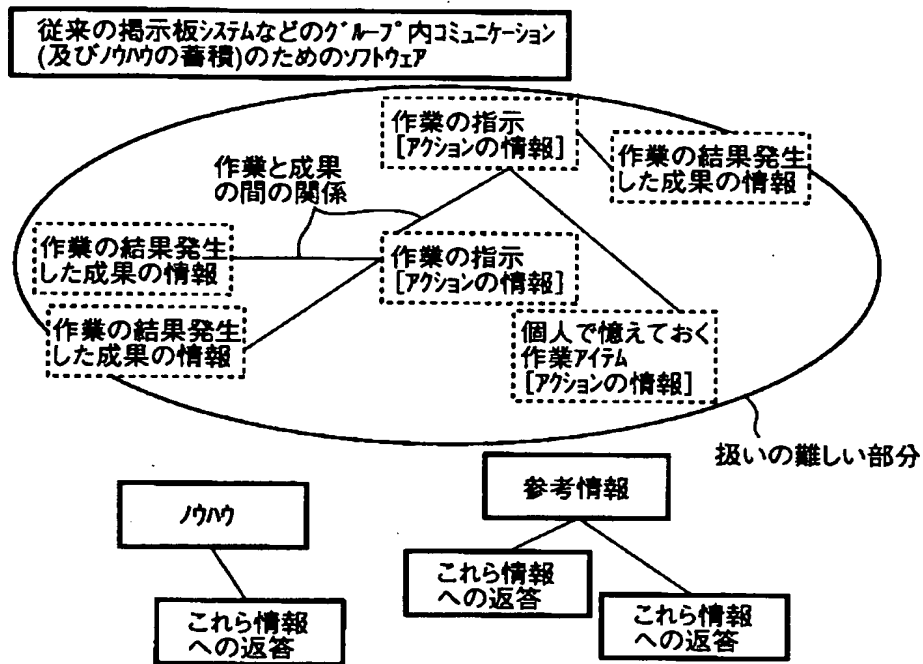 従来の掲示板システムなどのグループ内コミュニケーション
(及びノウハウの蓄積)のためのソフトウェア
作業の指示
[アクションの情報]
作業の結果発生
した成果の情報
作業と成果
の間の関係
作業の結果発生
した成果の情報
作業の指示
[アクションの情報]
作業の結果発生
した成果の情報
個人で憶えておく
作業アイテム
[アクションの情報]
扱いの難しい部分
ノウハウ
参考情報
これら情報
への返答
これら情報
への返答
これら情報
への返答